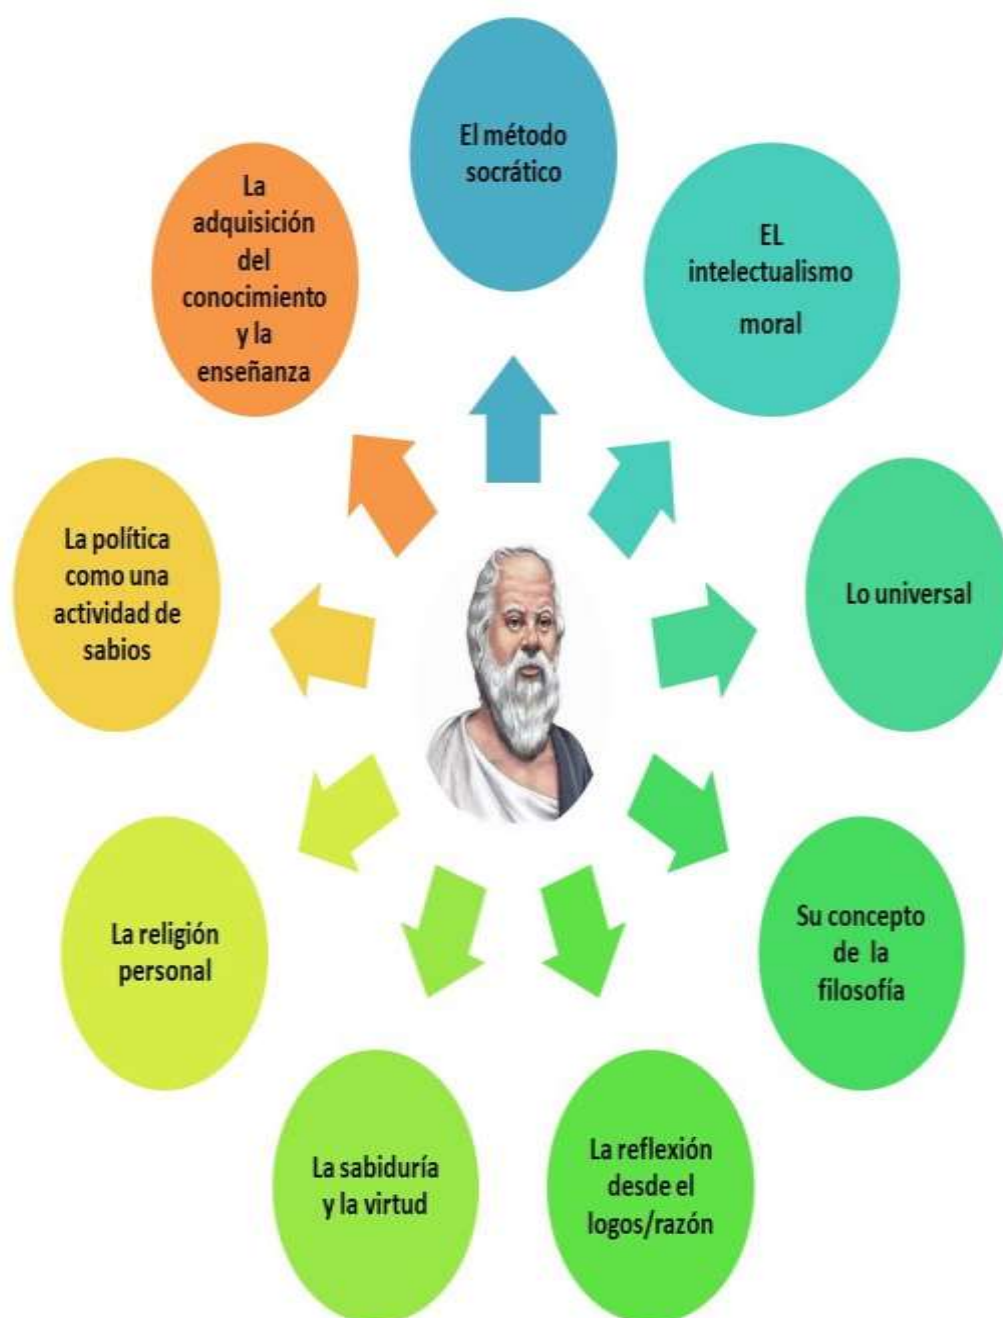 El método
socrático
EL
intelectualismo
moral
Lo universal
Su concepto
de la
filosofía
La reflexión
desde el
logos/razón
La sabiduría
y la virtud
La religión
personal
La política
como una
actividad de
sabios
La
adquisición
del
conocimiento
y la
enseñanza